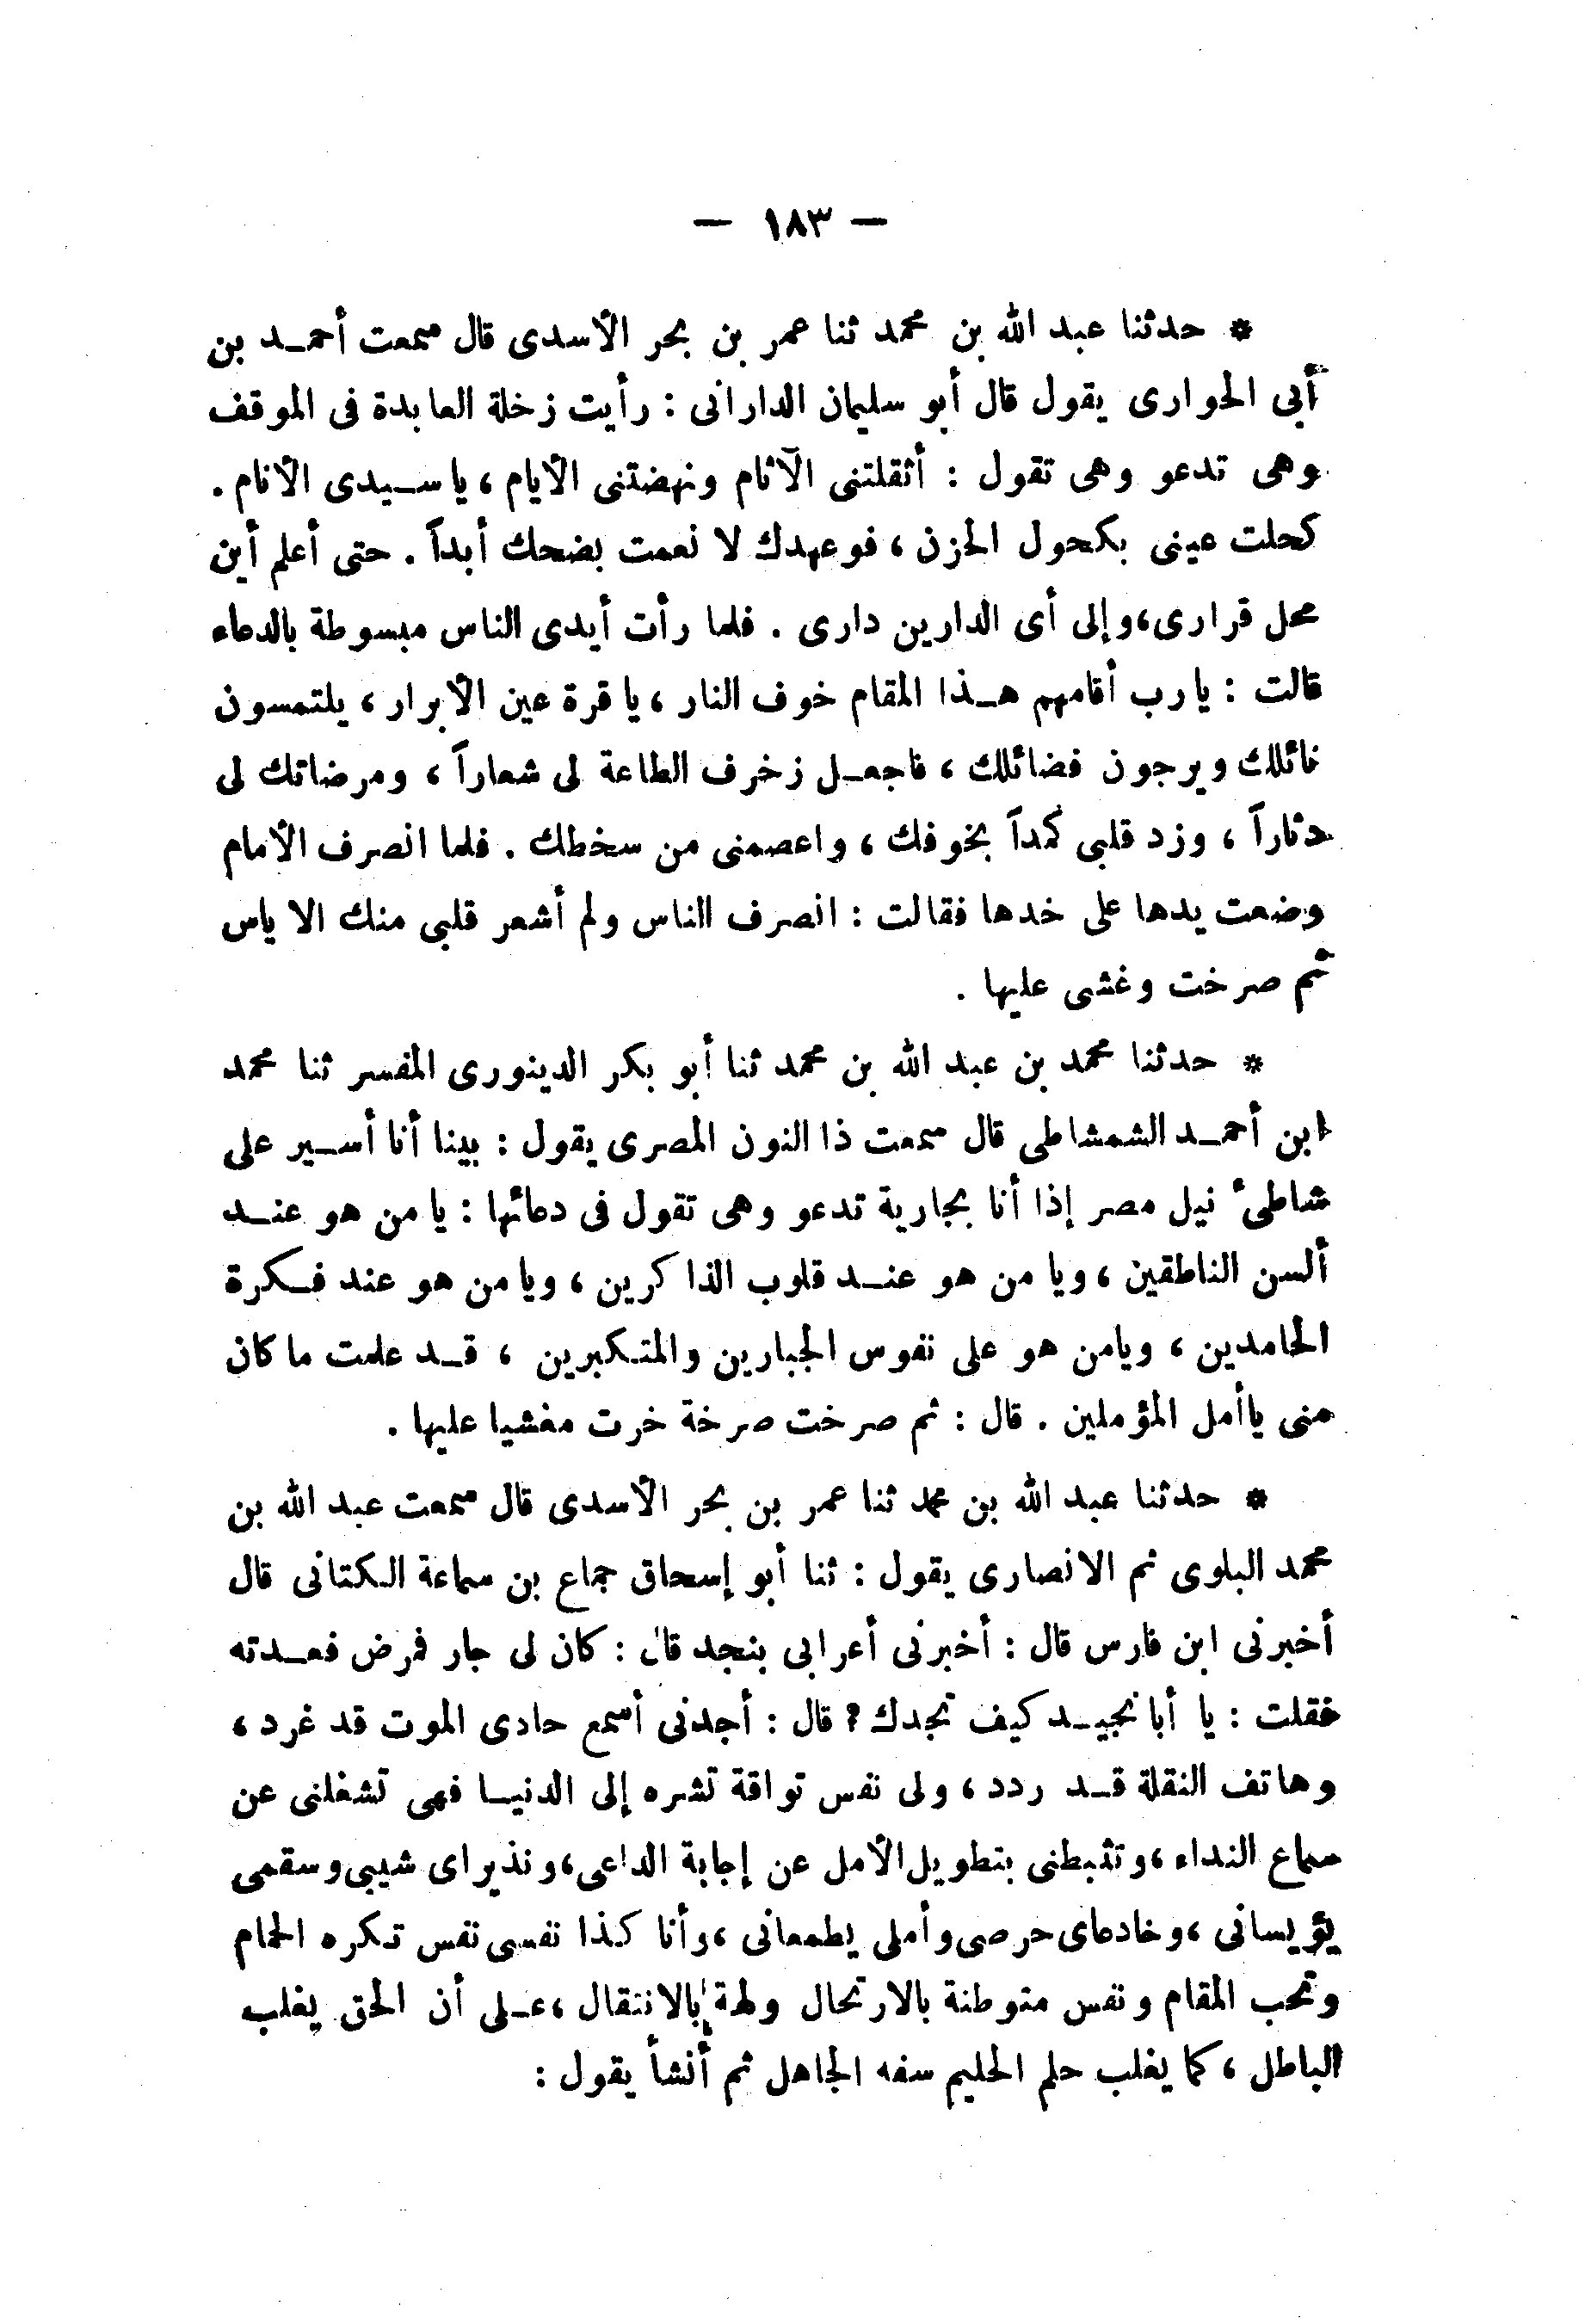 — ١٨٣ —
* حدثنا عبد الله بن محمد ثنا عمر بن بحر الأسدى قال سمعت أحمد بن
أبى الحوارى يقول قال أبو سليمان الدارانى : رأيت زخلة العابدة فى الموقف
وهى تدعو وهى تقول : أثقلتنى الآثام ونهضتنى الأيام ، يا سيدى الأنام .
كحلت عينى بكحول الحزن ، فوعهدك لا نعمت بضحك أبداً . حتى أعلم أين
محل قرارى، وإلى أى الدارين دارى . فلما رأت أيدى الناس مبسوطة بالدعاء
قالت : يارب أقامهم هذا المقام خوف النار ، يا قرة عين الأبرار ، يلتمسون
نائلك ويرجون فضائلك ، فاجعل زخرف الطاعة لى شعاراً ، ومرضاتك لى
دثاراً ، وزد قلبى كمداً بخوفك ، واعصمنى من سخطك . فلما انصرف الأمام
وضعت يدها على خدها فقالت : انصرف الناس ولم أشعر قلبى منك الا ياس
ثم صرخت وغشى عليها .
* حدثنا محمد بن عبد الله بن محمد ثنا أبو بكر الدينورى المفسر ثنا محمد
ابن أحمد الشمشاطى قال سمعت ذا النون المصرى يقول : بينا أنا أسير على
شاطىء نيل مصر إذا أنا بجارية تدعو وهى تقول فى دعائها : يا من هو عند
ألسن الناطقين ، ويا من هو عند قلوب الذاكرين ، ويا من هو عند فكرة
الحامدين ، ويامن هو على نفوس الجبارين والمتكبرين ، قد علمت ما كان
منى ياأمل المؤملين . قال : ثم صرخت صرخة خرت مغشيا عليها .
* حدثنا عبد الله بن محمد ثنا عمر بن بحر الأسدى قال سمعت عبد الله بن
محمد البلوى ثم الانصارى يقول : ثنا أبو إسحاق جماع بن سماعة الكتانى قال
أخبرنى ابن فارس قال : أخبرنى أعرابى بنجد قال : كان لى جار فمرض فعدته
فقلت : يا أبا نجيد كيف تجدك ? قال : أجدنى أسمع حادى الموت قد غرد ،
وهاتف النقلة قد ردد ، ولى نفس تواقة تشره إلى الدنيا فهى تشغلنى عن
سماع النداء ، وتثبطنى بتطويل الأمل عن إجابة الداعى، ونذيراى شيبى وسقمى
يؤيسانى ، وخادعاى حرصى وأملى يطمعانى ، وأنا كذا نفسى نفس تكره الحمام
وتحب المقام ونفس متوطنة بالارتحال ولهة بالانتقال ، على أن الحق يغلب
الباطل ، كما يغلب حلم الحليم سفه الجاهل ثم أنشأ يقول :